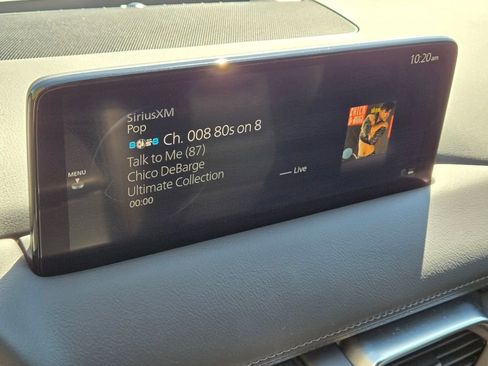 10:20am
SiriusXM
Pop
Ch. 008 80s on 8
Talk to Me (87)
Chico DeBarge
Ultimate Collection
00:00
MENU
Live
CHICO